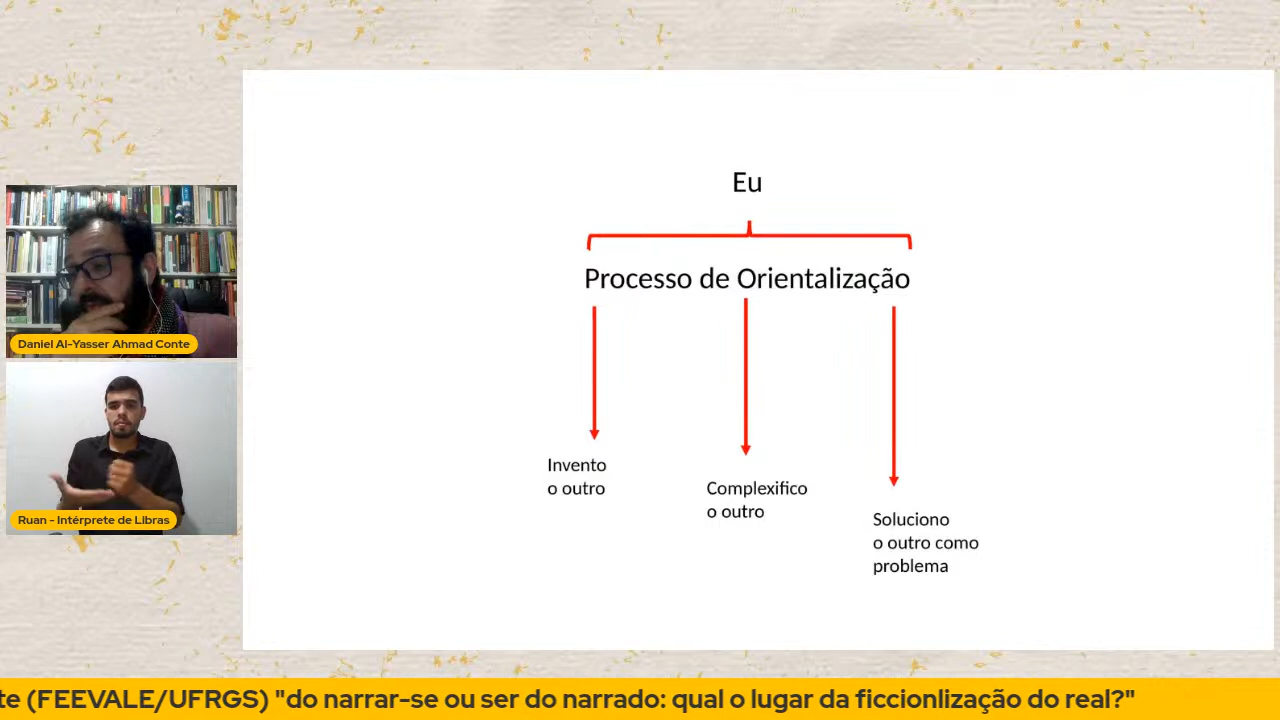 Eu
Processo de Orientalização
Invento
o outro
Complexifico
o outro
Soluciono
o outro como
problema
Daniel Al-Yasser Ahmad Conte
Ruan - Intérprete de Libras
te (FEEVALE/UFRGS) "do narrar-se ou ser do narrado: qual o lugar da ficcionlização do real?"